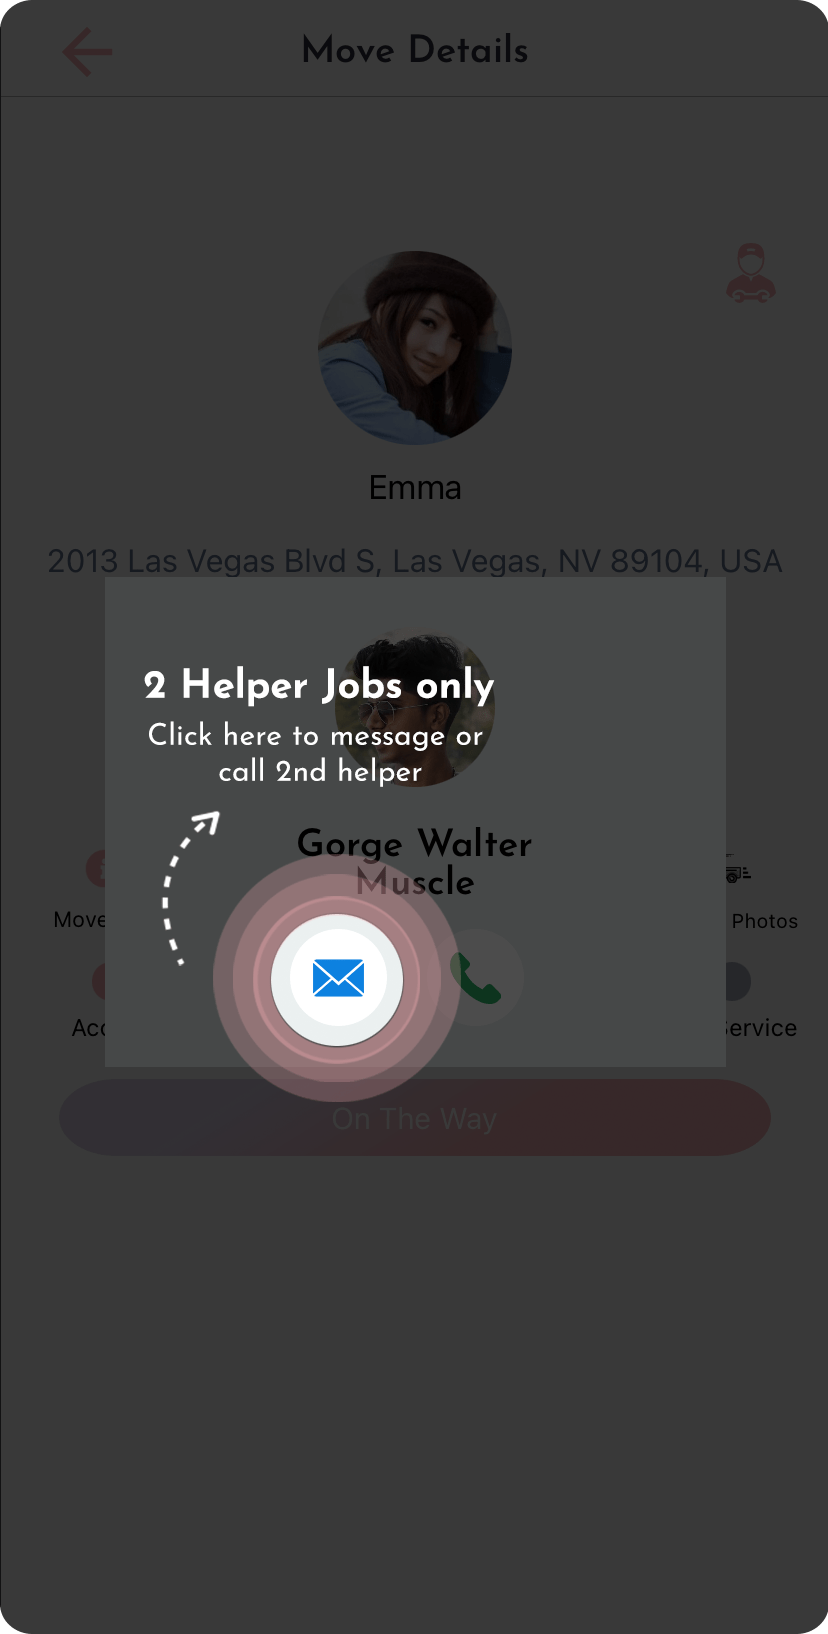 Move Details
Emma
2013 Las Vegas Blvd S, Las Vegas, NV 89104, USA
2 Helper Jobs only
Click here to message or
call 2nd helper
Gorge Walter
Muscle
Move
Photos
Acc
Service
On The Way